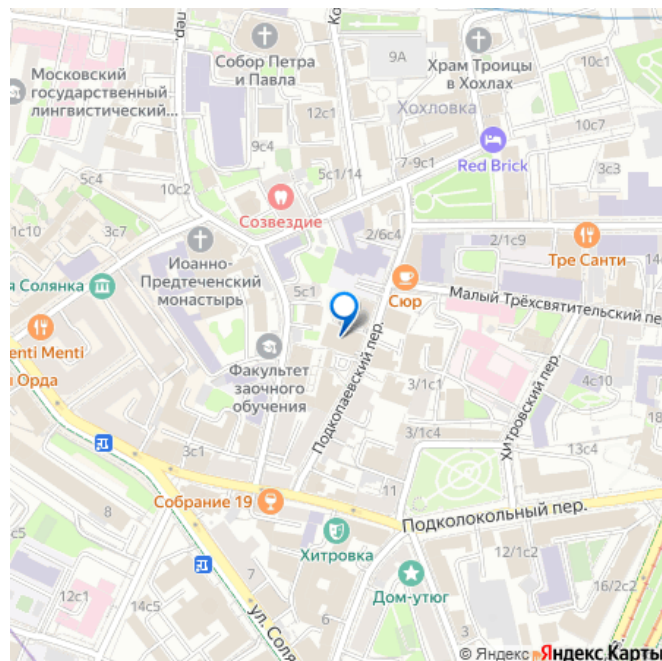 пер.
Собор Петра
и Павла
9А
Храм Троицы
в Хохлах
10с1
Московский
государственный
лингвистический...
12с1
Хохловка
10с7
9с4
7-9с1
Red Brick
5с4
5с1/14
3с3
10с2
Созвездие
2/6с4
1с10
3с7
2/1с9
Тре Санти
Иоанно-
Предтеченский
монастырь
я Солянка
5с1
Сюр
Малый Трёхсвятительский пе
enti Menti
Орда
Факультет
заочного
обучения
Подкопаевский пер.
3/1с1
Хитровский пер.
4с10
3с1
3/1с4
13с4
Собрание 19
11
8
Подколокольный пер.
Хитровка
12/1с2
7
Дом-утюг
16/2с2
12с1
14с5
ул. Соля
© Яндекс
Яндекс Карты